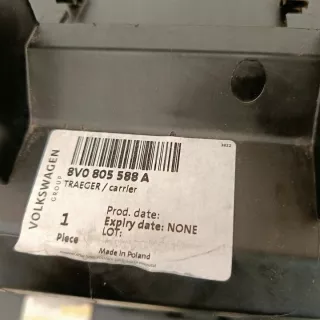 VOLKSWAGEN
GROUP
8V0 805 588 A
TRAEGER / carrier
1
Piece
Prod. date:
Expiry date: NONE
LOT:
Made in Poland